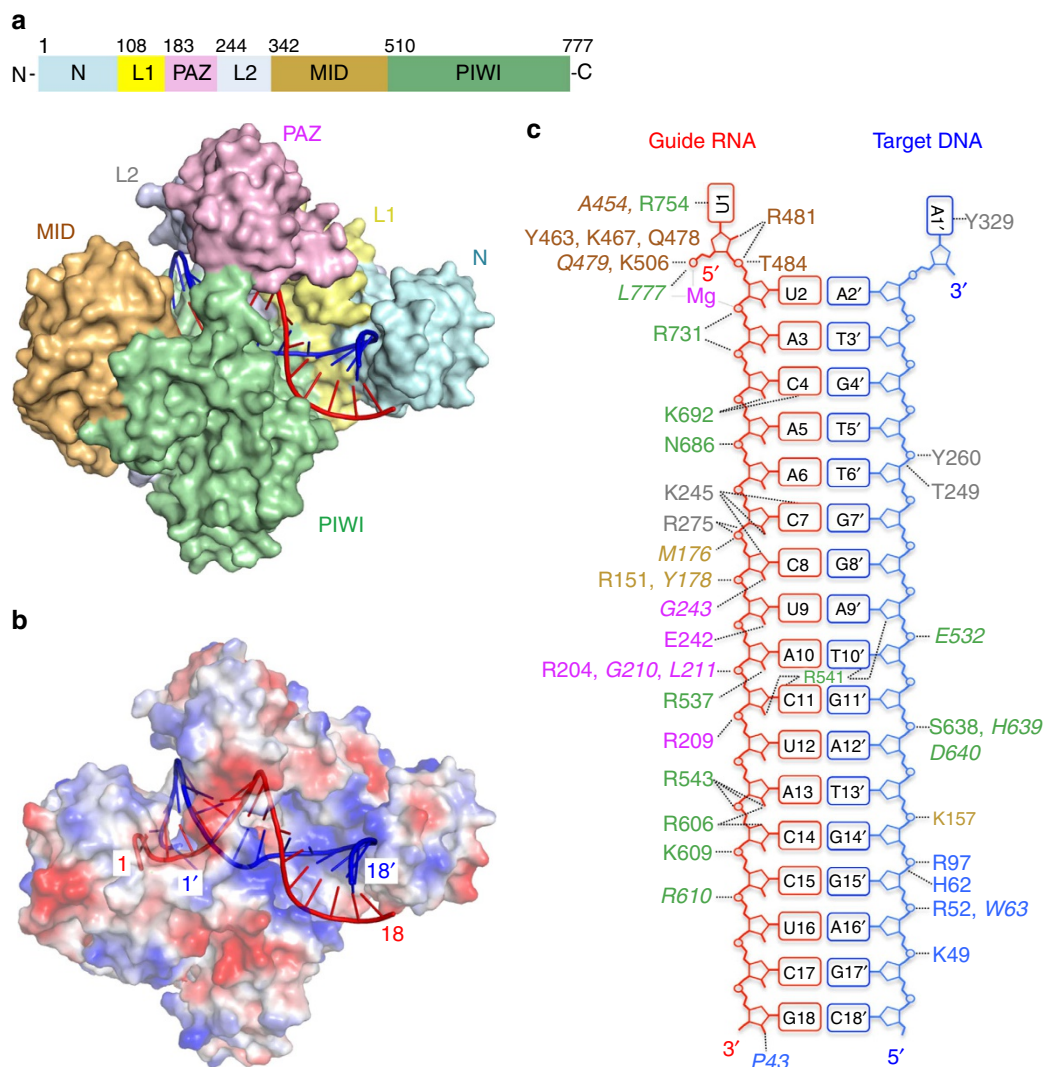 a
1 108 183 244 342 510 777
N- N L1 PAZ L2 MID PIWI -C
PAZ
L2
L1
MID
N
PIWI
b
1
1′
18′
18
c
Guide RNA Target DNA
A454, R754 U1 R481 A1′ Y329
Y463, K467, Q478
Q479, K506 5′ T484
L777 Mg U2 A2′ 3′
R731 A3 T3′
K692 C4 G4′
N686 A5 T5′
A6 T6′ Y260
K245 T249
R275 C7 G7′
M176
R151, Y178 C8 G8′
G243 U9 A9′
E242 E532
R204, G210, L211 A10 T10′
R541
R537 C11 G11′
R209 U12 A12′ S638, H639
D640
R543 A13 T13′
R606 C14 G14′ K157
K609 C15 G15′ R97
H62
R610 R52, W63
U16 A16′
C17 G17′ K49
G18 C18′
3′ P43 5′